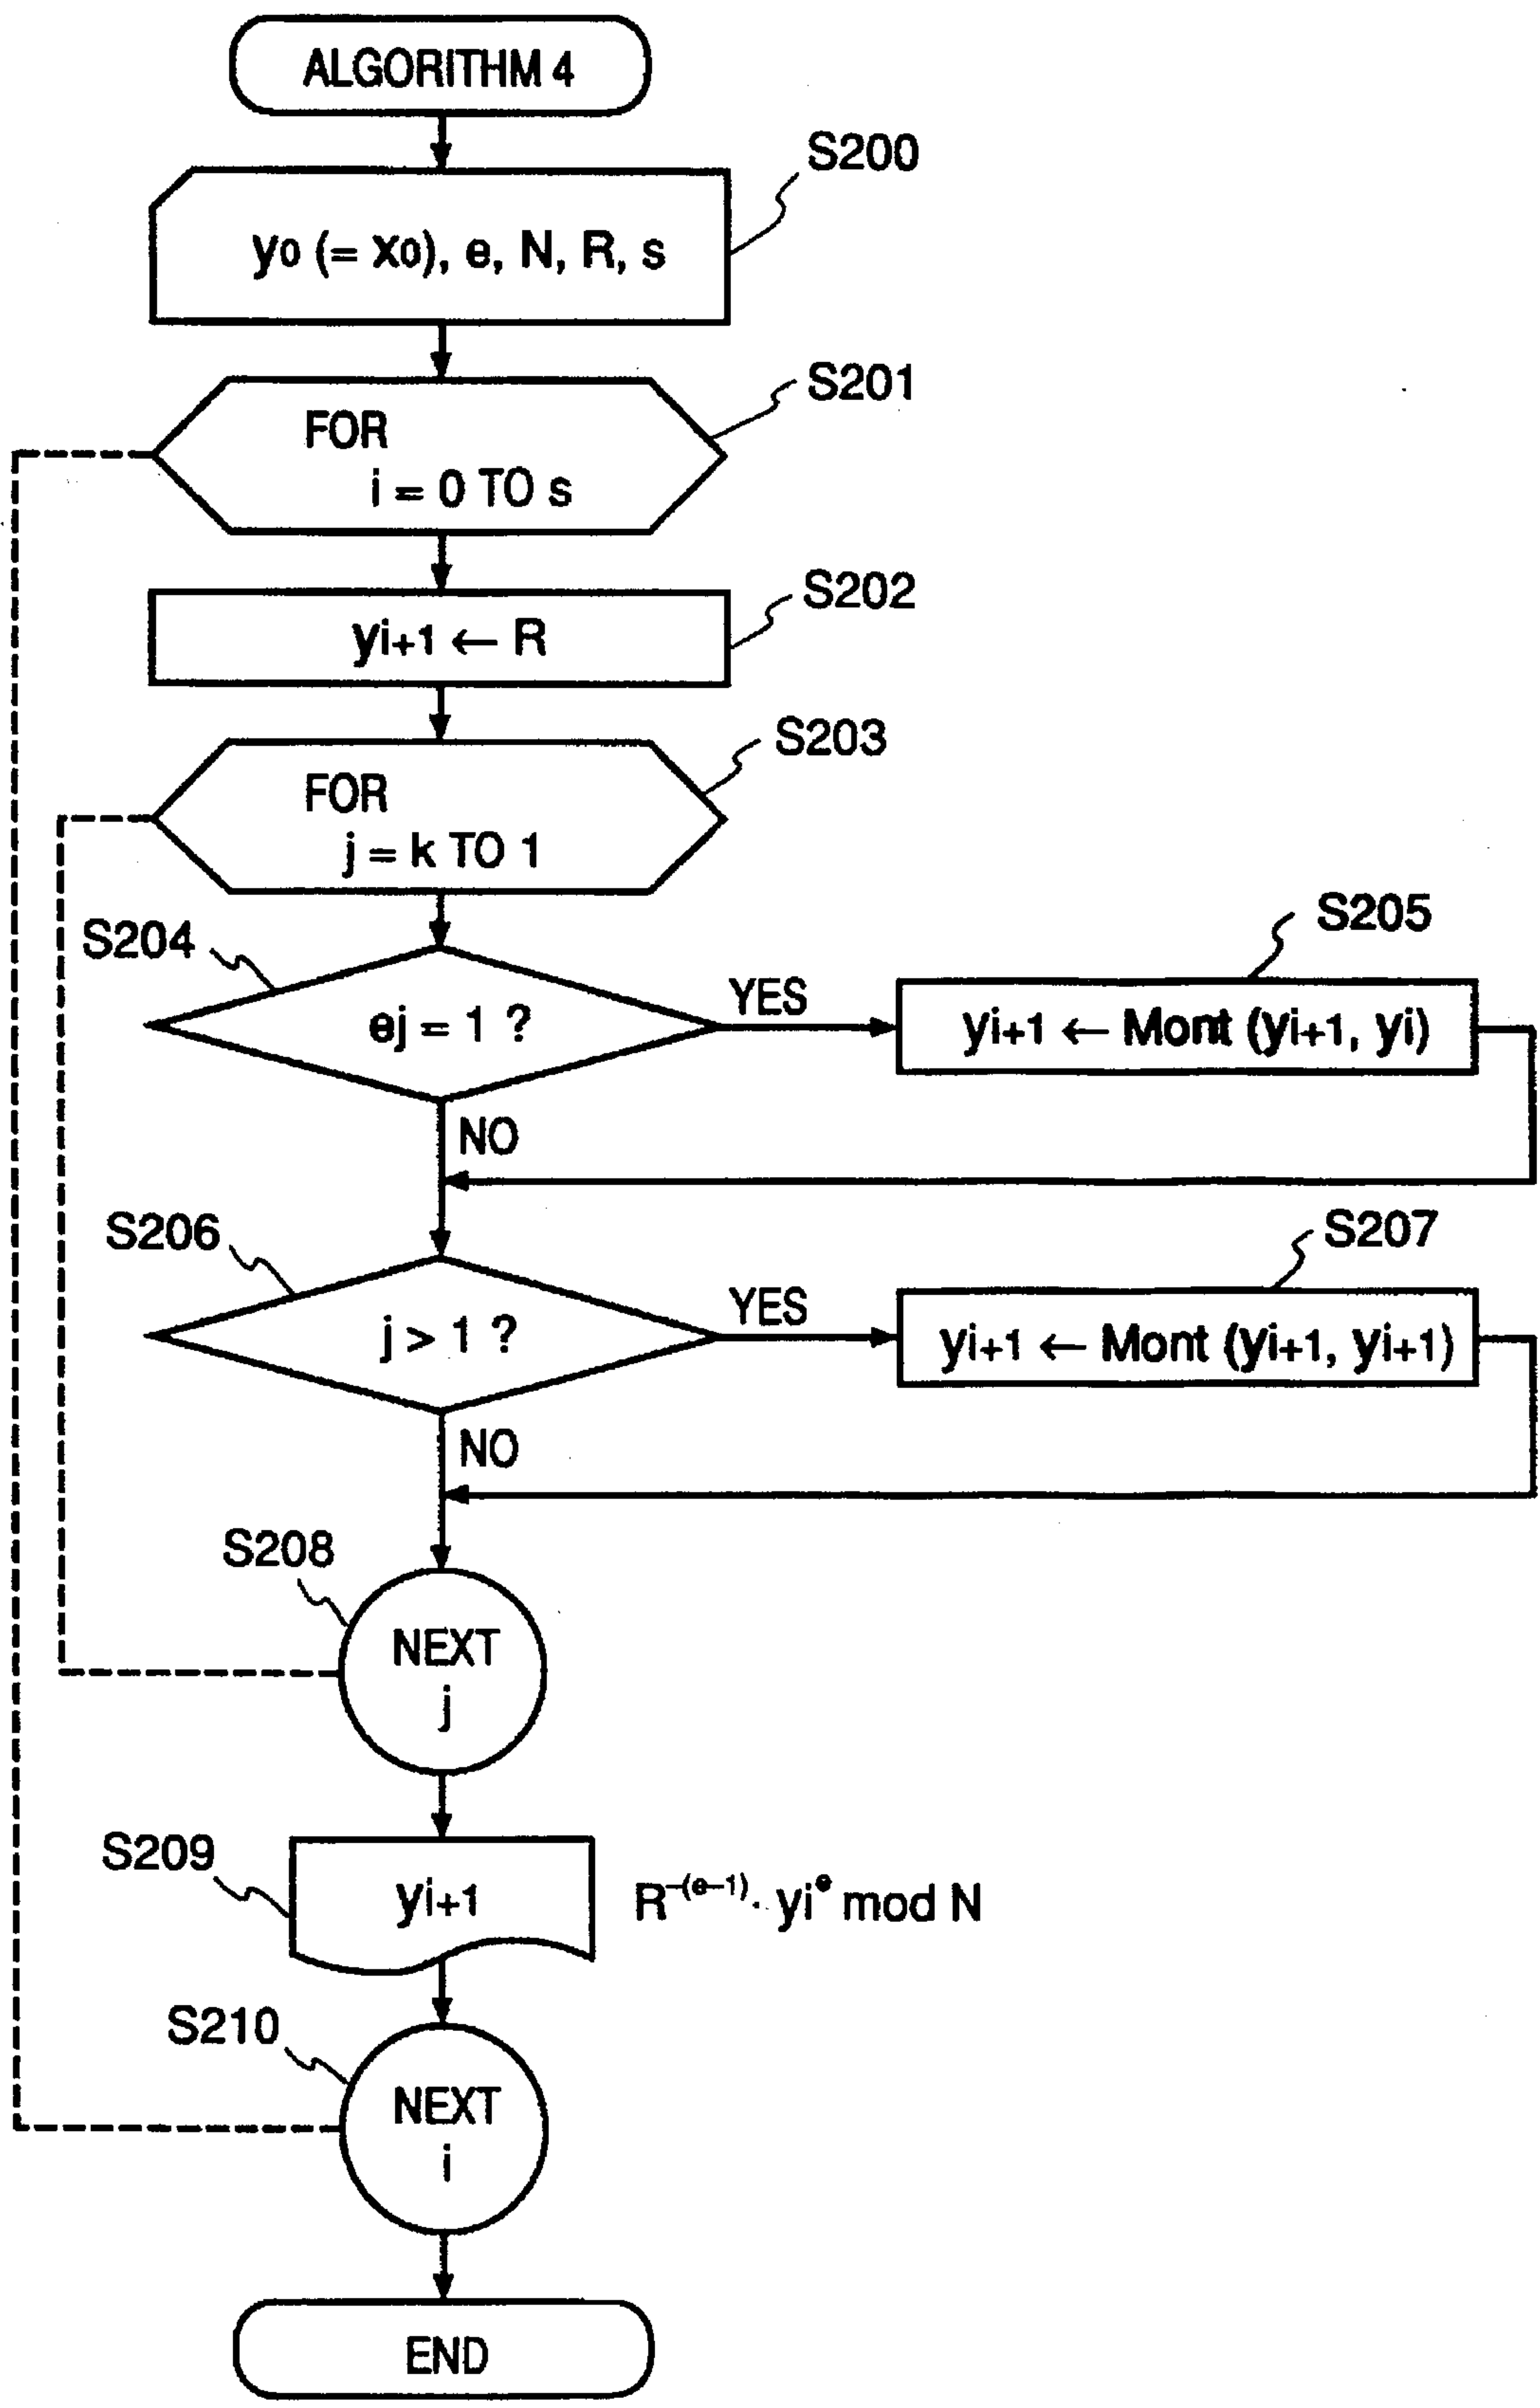 ALGORITHM 4
S200
y0 (= x0), e, N, R, s
S201
FOR
i = 0 TO s
S202
yi+1 ← R
S203
FOR
j = k TO 1
S204
ej = 1 ?
YES
S205
yi+1 ← Mont (yi+1, yi)
NO
S206
j > 1 ?
YES
S207
yi+1 ← Mont (yi+1, yi+1)
NO
S208
NEXT
j
S209
yi+1
R^-(e-1) · yi^e mod N
S210
NEXT
i
END